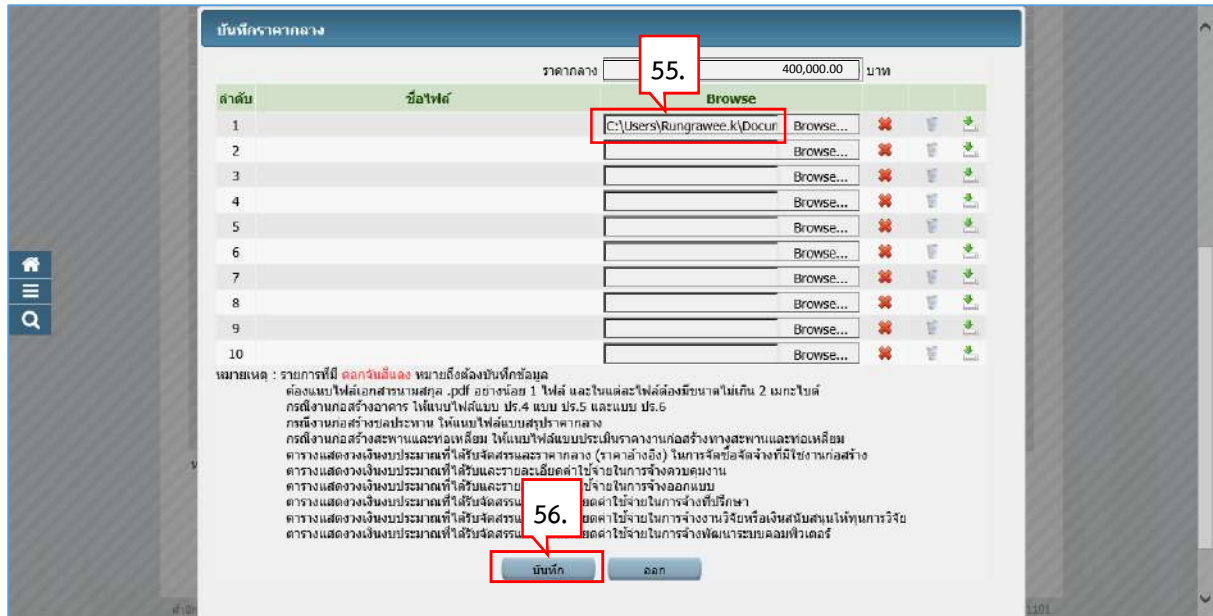 บันทึกราคากลาง
ราคากลาง 400,000.00 บาท
55.
ลำดับ ชื่อไฟล์ Browse
1 C:\Users\Rungrawee.k\Docun Browse...
2 Browse...
3 Browse...
4 Browse...
5 Browse...
6 Browse...
7 Browse...
8 Browse...
9 Browse...
10 Browse...
หมายเหตุ : รายการที่มี ดอกจันสีแดง หมายถึงต้องบันทึกข้อมูล
ต้องแนบไฟล์เอกสารนามสกุล .pdf อย่างน้อย 1 ไฟล์ และในแต่ละไฟล์ต้องมีขนาดไม่เกิน 2 เมกะไบต์
กรณีงานก่อสร้างอาคาร ให้แนบไฟล์แบบ ปร.4 แบบ ปร.5 และแบบ ปร.6
กรณีงานก่อสร้างชลประทาน ให้แนบไฟล์แบบสรุปราคากลาง
กรณีงานก่อสร้างสะพานและท่อเหลี่ยม ให้แนบไฟล์แบบประเมินราคางานก่อสร้างทางสะพานและท่อเหลี่ยม
ตารางแสดงวงเงินงบประมาณที่ได้รับจัดสรรและราคากลาง (ราคาอ้างอิง) ในการจัดซื้อจัดจ้างที่มิใช่งานก่อสร้าง
ตารางแสดงวงเงินงบประมาณที่ได้รับและรายละเอียดค่าใช้จ่ายในการจ้างควบคุมงาน
ตารางแสดงวงเงินงบประมาณที่ได้รับและราย ช้จ่ายในการจ้างออกแบบ
ตารางแสดงวงเงินงบประมาณที่ได้รับจัดสรร ยดค่าใช้จ่ายในการจ้างที่ปรึกษา
ตารางแสดงวงเงินงบประมาณที่ได้รับจัดสรร ยดค่าใช้จ่ายในการจ้างงานวิจัยหรือเงินสนับสนุนให้ทุนการวิจัย
ตารางแสดงวงเงินงบประมาณที่ได้รับจัดสรร ยดค่าใช้จ่ายในการจ้างพัฒนาระบบคอมพิวเตอร์
56.
บันทึก ออก
1101